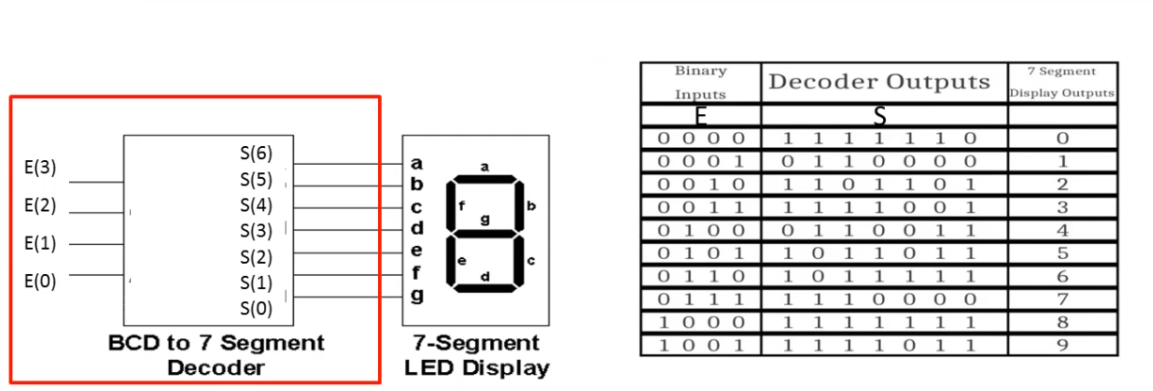 E(3)
E(2)
E(1)
E(0)
S(6)
S(5)
S(4)
S(3)
S(2)
S(1)
S(0)
BCD to 7 Segment
Decoder
a
b
c
d
e
f
g
a
f
b
g
e
c
d
7-Segment
LED Display
Binary
Inputs
Decoder Outputs
7 Segment
Display Outputs
E S
0 0 0 0 1 1 1 1 1 1 0 0
0 0 0 1 0 1 1 0 0 0 0 1
0 0 1 0 1 1 0 1 1 0 1 2
0 0 1 1 1 1 1 1 0 0 1 3
0 1 0 0 0 1 1 0 0 1 1 4
0 1 0 1 1 0 1 1 0 1 1 5
0 1 1 0 1 0 1 1 1 1 1 6
0 1 1 1 1 1 1 0 0 0 0 7
1 0 0 0 1 1 1 1 1 1 1 8
1 0 0 1 1 1 1 1 0 1 1 9